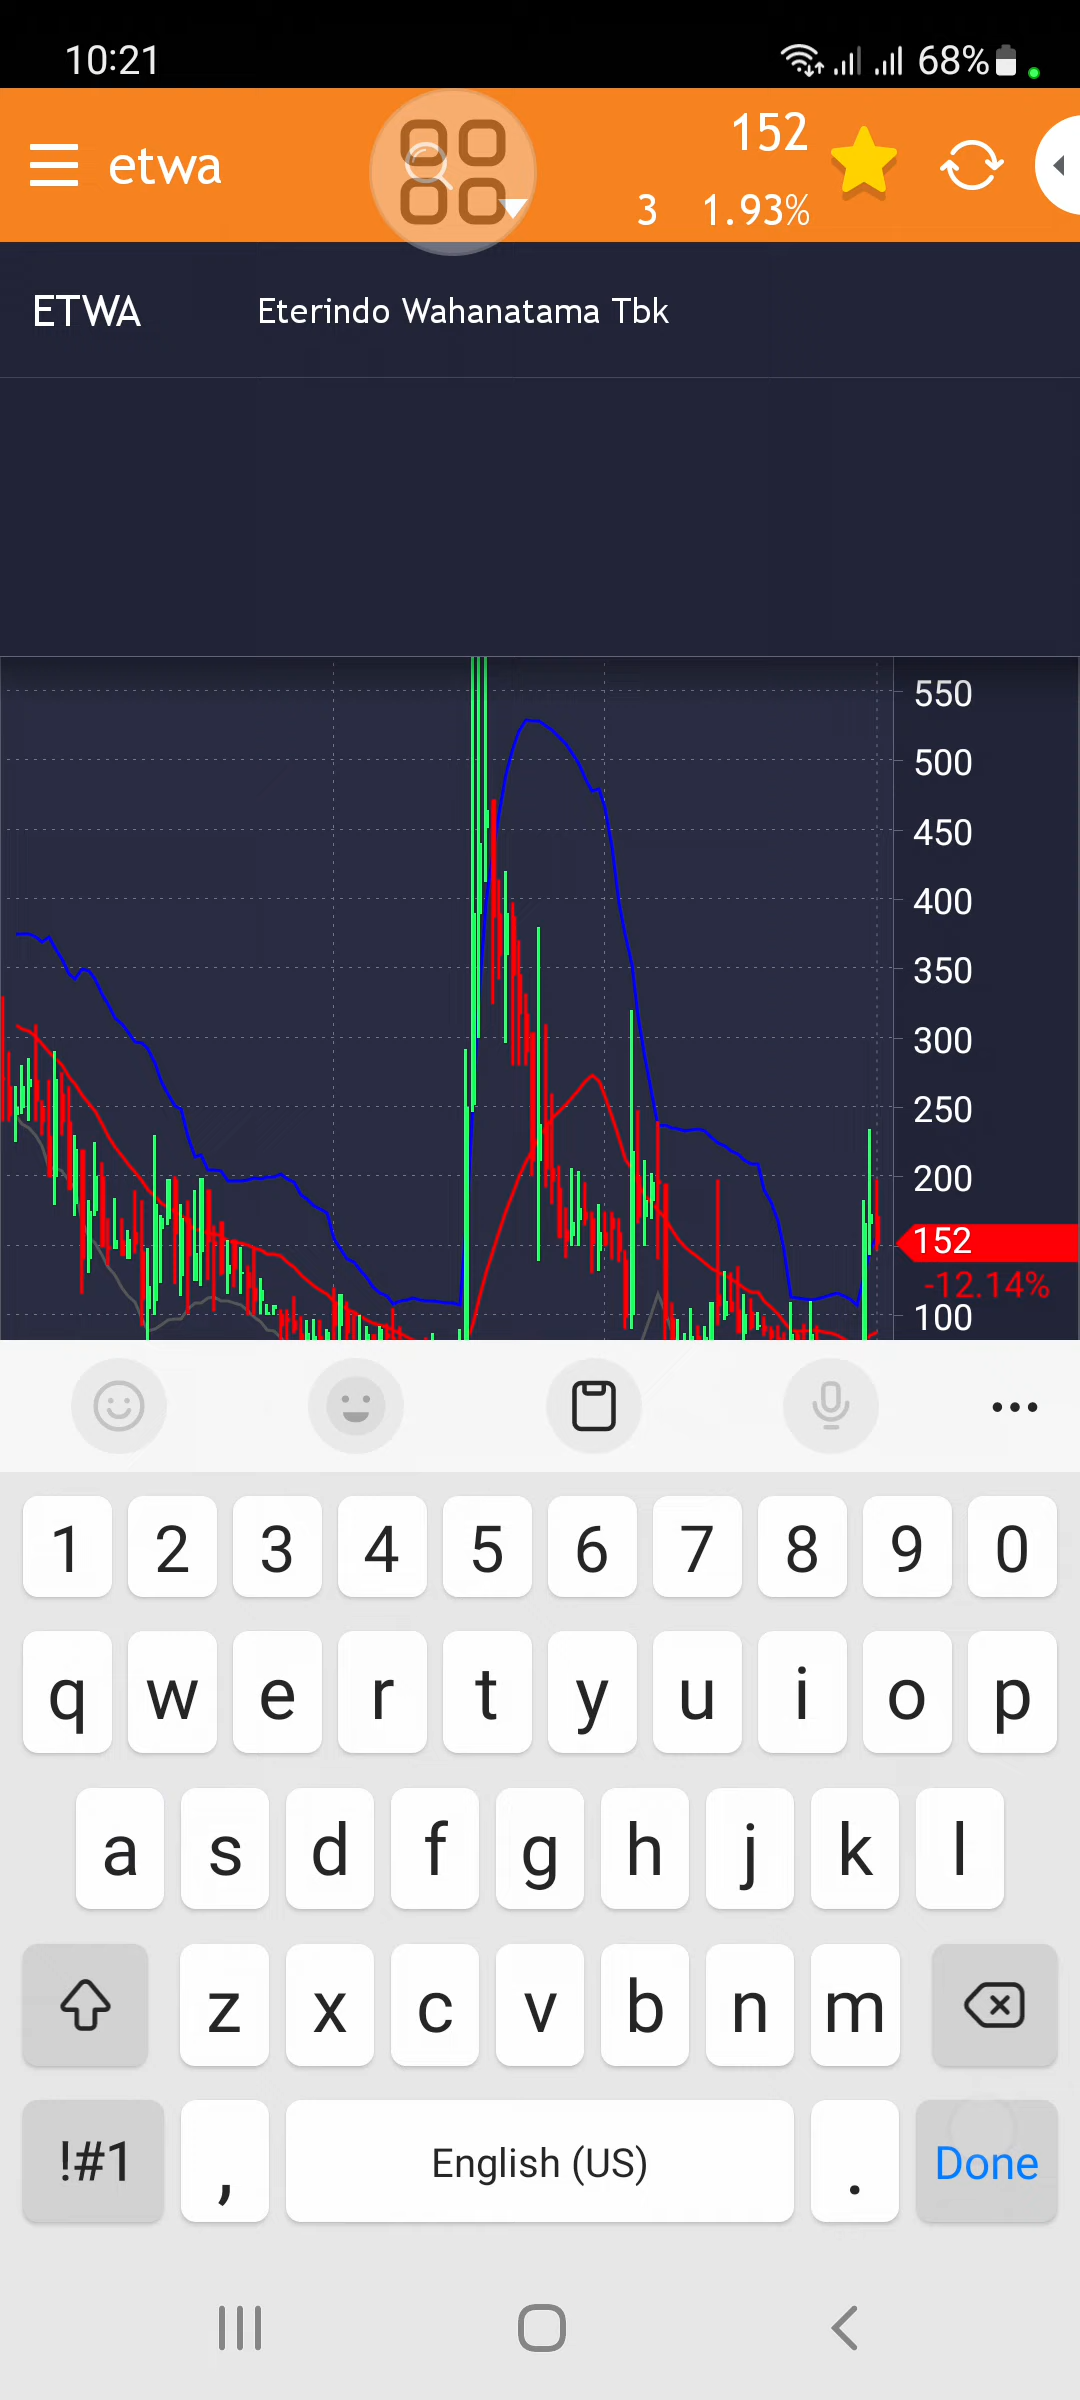 10:21
68%
etwa
152
3 1.93%
ETWA Eterindo Wahanatama Tbk
550
500
450
400
350
300
250
200
152
-12.14%
100
1 2 3 4 5 6 7 8 9 0
q w e r t y u i o p
a s d f g h j k l
z x c v b n m
!#1 , English (US) . Done